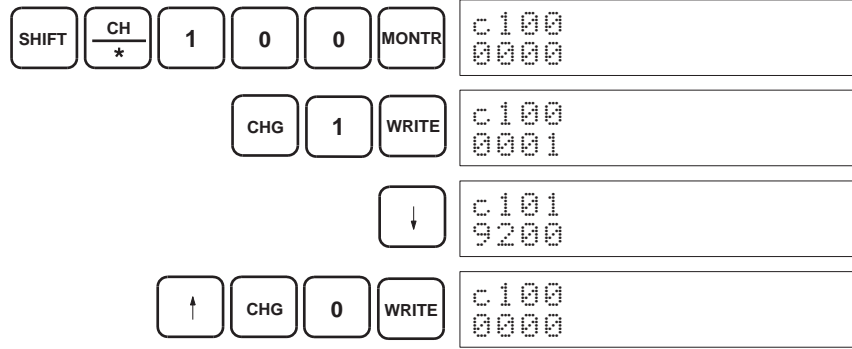 SHIFT CH * 1 0 0 MONTR c100
0000
CHG 1 WRITE c100
0001
↓ c101
9200
↑ CHG 0 WRITE c100
0000